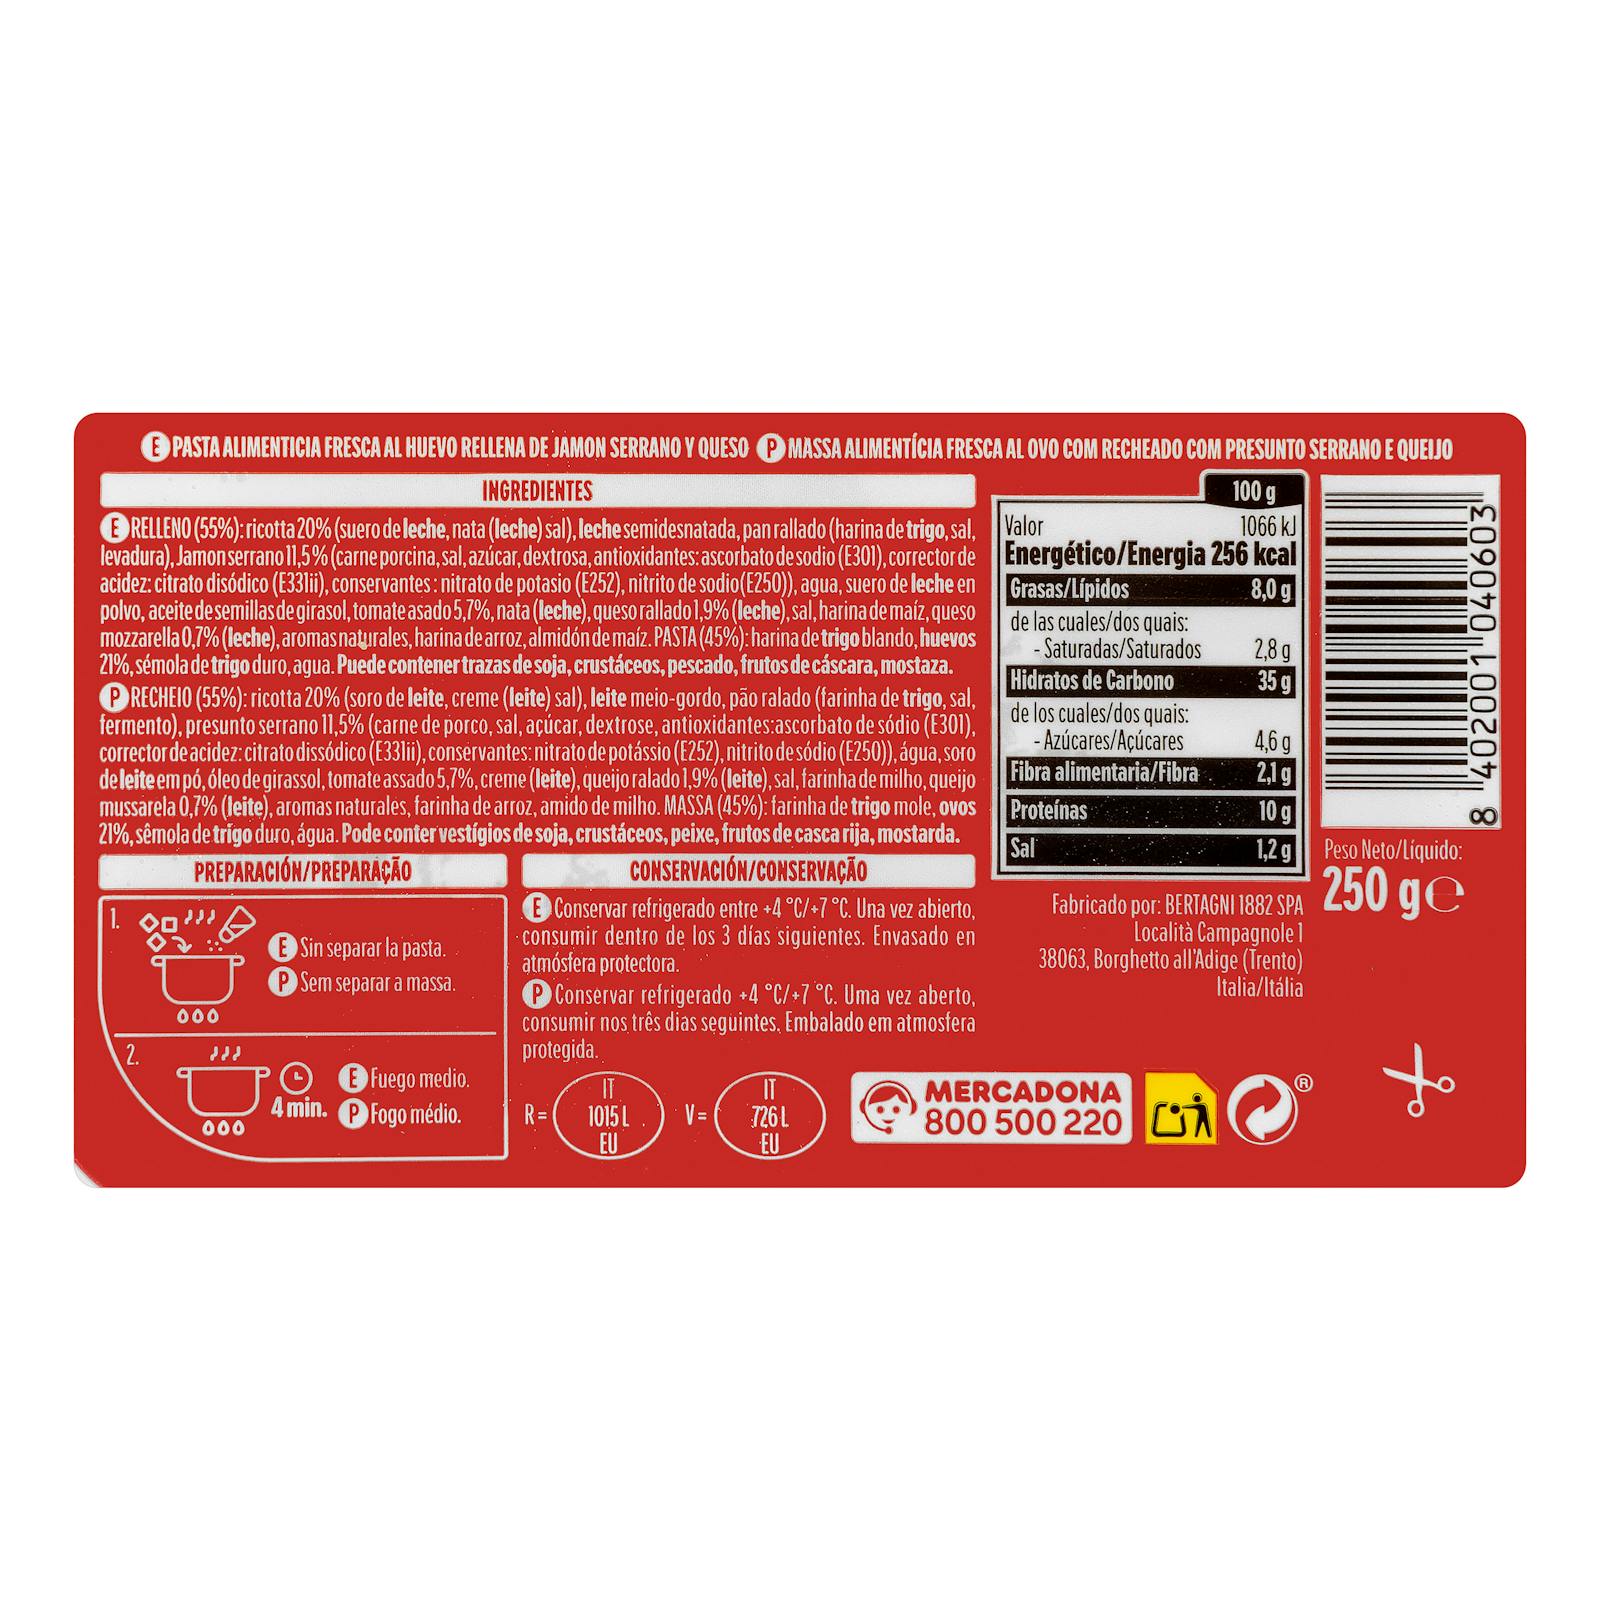 E PASTA ALIMENTICIA FRESCA AL HUEVO RELLENA DE JAMON SERRANO Y QUESO P MASSA ALIMENTÍCIA FRESCA AL OVO COM RECHEADO COM PRESUNTO SERRANO E QUEIJO
INGREDIENTES
E RELLENO (55%): ricotta 20% (suero de leche, nata (leche) sal), leche semidesnatada, pan rallado (harina de trigo, sal,
levadura), Jamon serrano 11,5% (carne porcina, sal, azúcar, dextrosa, antioxidantes: ascorbato de sodio (E301), corrector de
acidez: citrato disódico (E331ii), conservantes: nitrato de potasio (E252), nitrito de sodio (E250)), agua, suero de leche en
polvo, aceite de semillas de girasol, tomate asado 5,7%, nata (leche), queso rallado 1,9% (leche), sal, harina de maíz, queso
mozzarella 0,7% (leche), aromas naturales, harina de arroz, almidón de maíz. PASTA (45%): harina de trigo blando, huevos
21%, sémola de trigo duro, agua. Puede contener trazas de soja, crustáceos, pescado, frutos de cáscara, mostaza.
P RECHEIO (55%): ricotta 20% (soro de leite, creme (leite) sal), leite meio-gordo, pão ralado (farinha de trigo, sal,
fermento), presunto serrano 11,5% (carne de porco, sal, açúcar, dextrose, antioxidantes: ascorbato de sódio (E301),
corrector de acidez: citrato dissódico (E331ii), conservantes: nitrato de potássio (E252), nitrito de sódio (E250)), água, soro
de leite em pó, óleo de girassol, tomate assado 5,7%, creme (leite), queijo ralado 1,9% (leite), sal, farinha de milho, queijo
mussarela 0,7% (leite), aromas naturales, farinha de arroz, amido de milho. MASSA (45%): farinha de trigo mole, ovos
21%, sêmola de trigo duro, água. Pode conter vestígios de soja, crustáceos, peixe, frutos de casca rija, mostarda.
PREPARACIÓN/PREPARAÇÃO
1.
E Sin separar la pasta.
P Sem separar a massa.
2.
4 min.
E Fuego medio.
P Fogo médio.
CONSERVACIÓN/CONSERVAÇÃO
E Conservar refrigerado entre +4 °C/+7 °C. Una vez abierto,
consumir dentro de los 3 días siguientes. Envasado en
atmósfera protectora.
P Conservar refrigerado +4 °C/+7 °C. Uma vez aberto,
consumir nos três dias seguintes. Embalado em atmosfera
protegida.
R= IT 1015 L EU
V= IT 726 L EU
MERCADONA
800 500 220
100 g
Valor 1066 kJ
Energético/Energia 256 kcal
Grasas/Lípidos 8,0 g
de las cuales/dos quais:
- Saturadas/Saturados 2,8 g
Hidratos de Carbono 35 g
de los cuales/dos quais:
- Azúcares/Açúcares 4,6 g
Fibra alimentaria/Fibra 2,1 g
Proteínas 10 g
Sal 1,2 g
Fabricado por: BERTAGNI 1882 SPA
Località Campagnole 1
38063, Borghetto all'Adige (Trento)
Italia/Itália
8 402001 040603
Peso Neto/Líquido:
250 g e
®